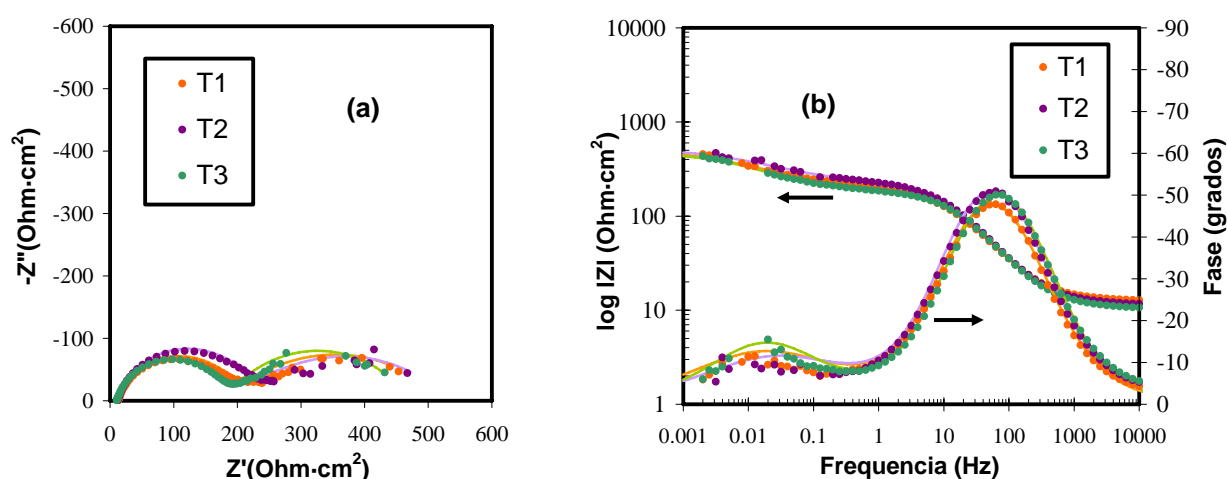 -600
-500
-400
-300
-200
-100
0
0 100 200 300 400 500 600
-Z''(Ohm·cm²)
Z'(Ohm·cm²)
T1
T2
T3
(a)
10000
1000
100
10
1
0.001 0.01 0.1 1 10 100 1000 10000
log IZI (Ohm·cm²)
Frequencia (Hz)
-90
-80
-70
-60
-50
-40
-30
-20
-10
0
Fase (grados)
(b)
T1
T2
T3